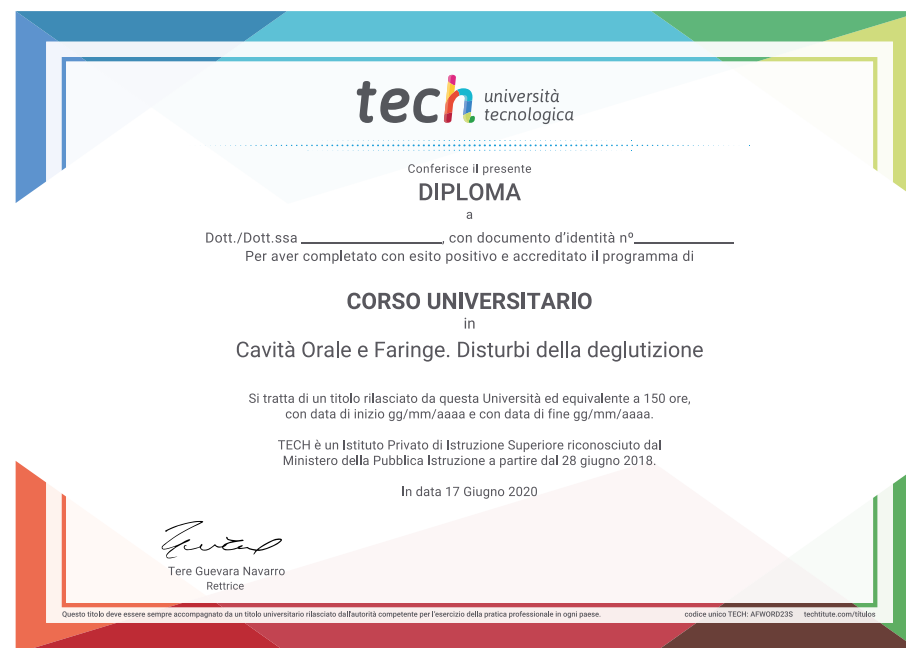 tech università
tecnologica
Conferisce il presente
DIPLOMA
a
Dott./Dott.ssa ________________, con documento d'identità nº____________
Per aver completato con esito positivo e accreditato il programma di
CORSO UNIVERSITARIO
in
Cavità Orale e Faringe. Disturbi della deglutizione
Si tratta di un titolo rilasciato da questa Università ed equivalente a 150 ore,
con data di inizio gg/mm/aaaa e con data di fine gg/mm/aaaa.
TECH è un Istituto Privato di Istruzione Superiore riconosciuto dal
Ministero della Pubblica Istruzione a partire dal 28 giugno 2018.
In data 17 Giugno 2020
Tere Guevara Navarro
Rettrice
Questo titolo deve essere sempre accompagnato da un titolo universitario rilasciato dall'autorità competente per l'esercizio della pratica professionale in ogni paese. codice unico TECH: AFWORD23S techtitute.com/titulos